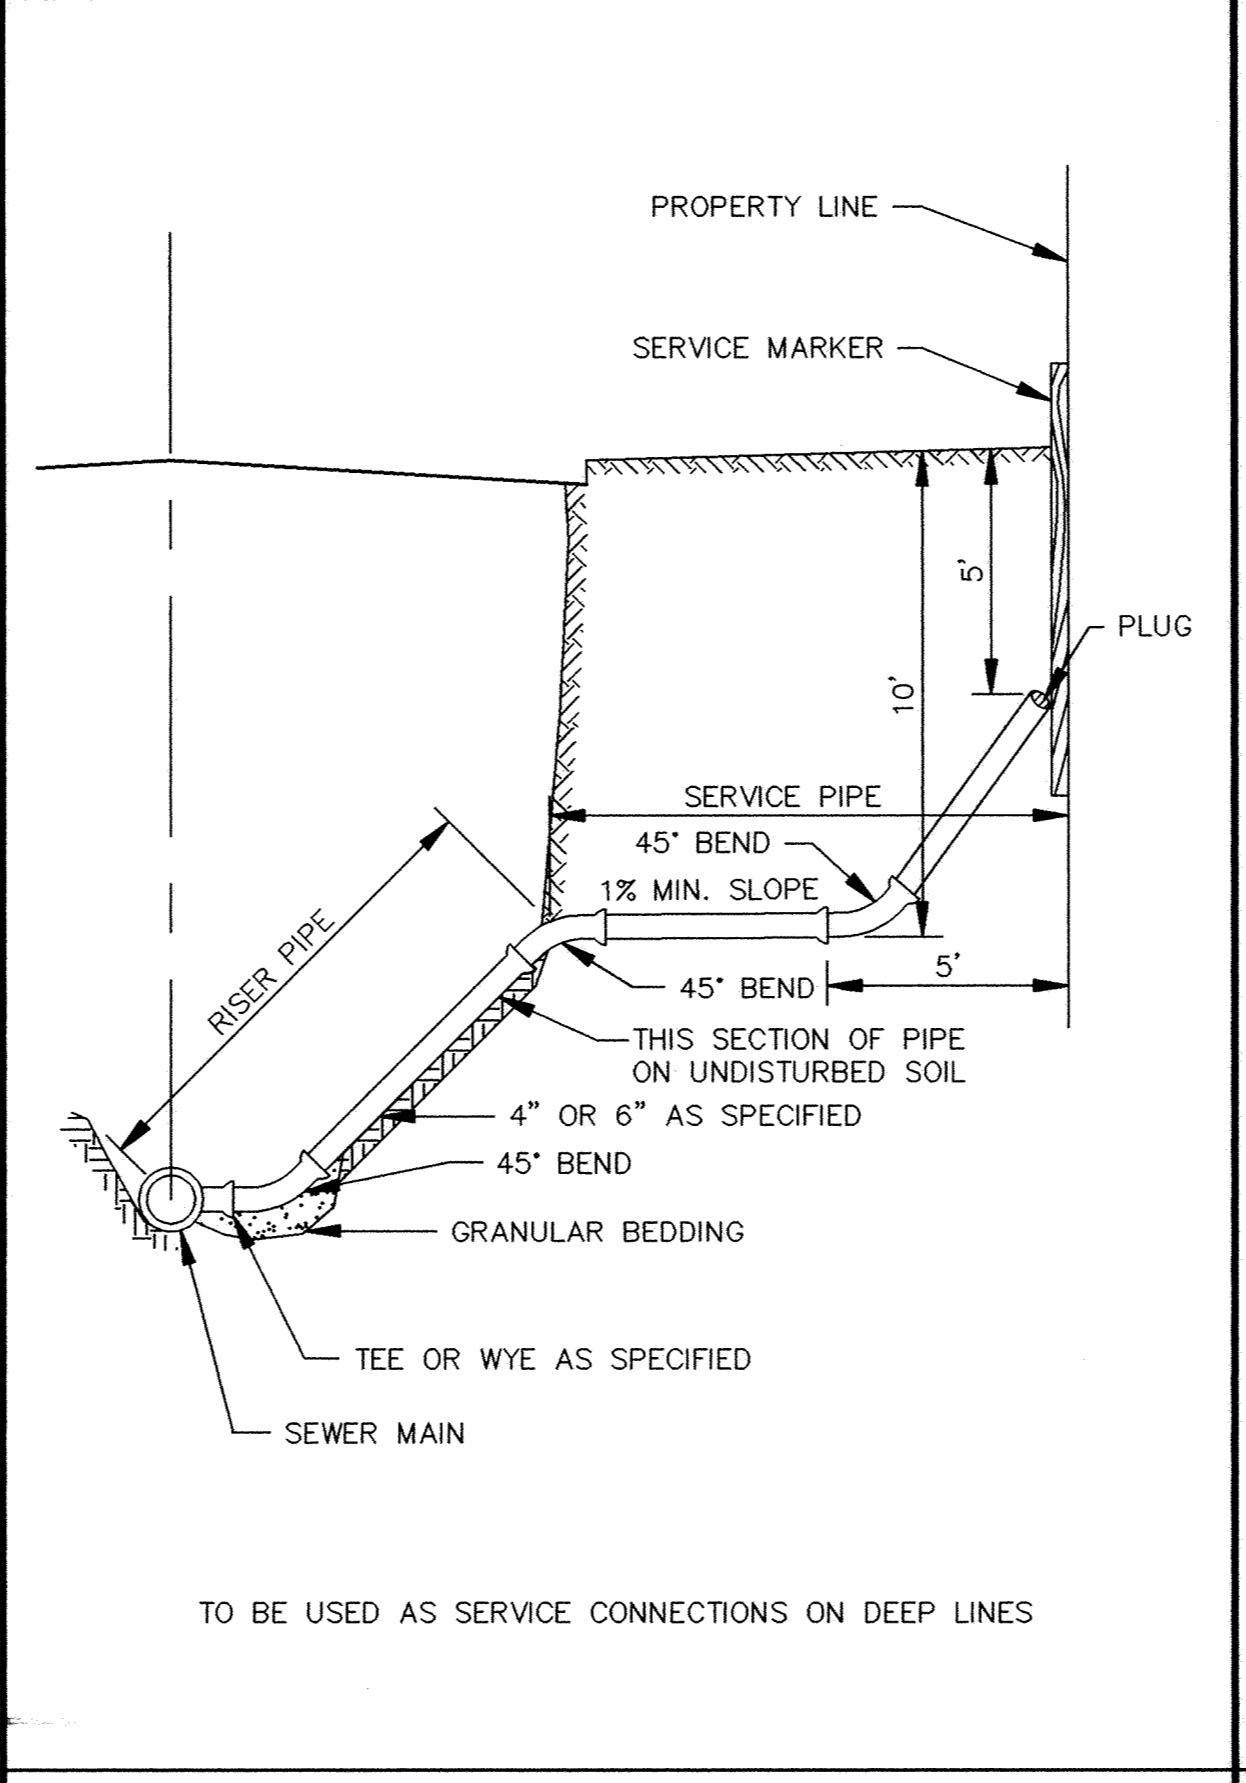 PROPERTY LINE
SERVICE MARKER
5'
PLUG
10'
SERVICE PIPE
45° BEND
1% MIN. SLOPE
RISER PIPE
5'
45° BEND
THIS SECTION OF PIPE
ON UNDISTURBED SOIL
4" OR 6" AS SPECIFIED
45° BEND
GRANULAR BEDDING
TEE OR WYE AS SPECIFIED
SEWER MAIN
TO BE USED AS SERVICE CONNECTIONS ON DEEP LINES